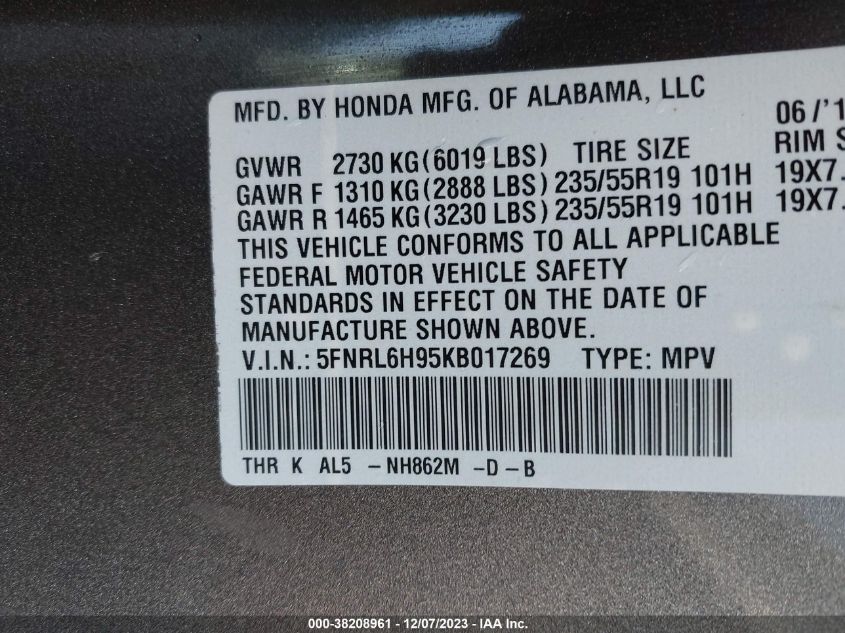 MFD. BY HONDA MFG. OF ALABAMA, LLC 06/'1
GVWR 2730 KG(6019 LBS) TIRE SIZE RIM S
GAWR F 1310 KG(2888 LBS) 235/55R19 101H 19X7.
GAWR R 1465 KG(3230 LBS) 235/55R19 101H 19X7.
THIS VEHICLE CONFORMS TO ALL APPLICABLE
FEDERAL MOTOR VEHICLE SAFETY
STANDARDS IN EFFECT ON THE DATE OF
MANUFACTURE SHOWN ABOVE.
V.I.N.: 5FNRL6H95KB017269 TYPE: MPV
THR K AL5 -NH862M -D-B
000-38208961 - 12/07/2023 - IAA Inc.